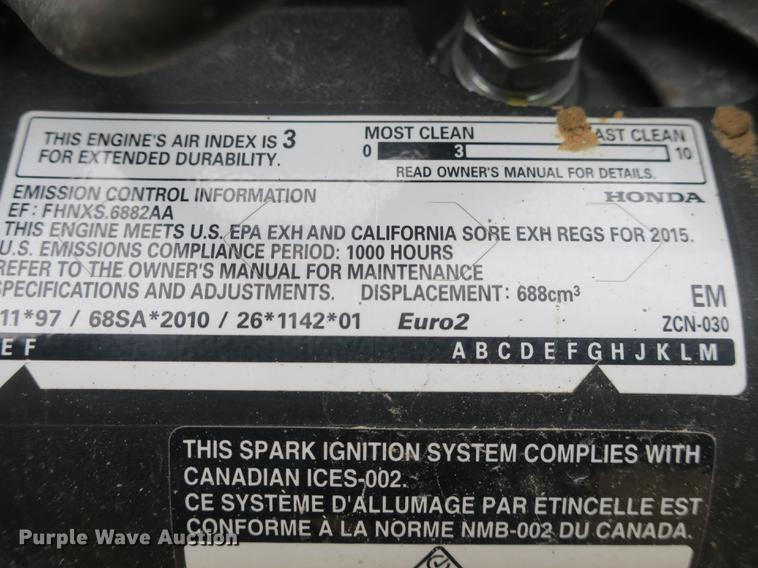 THIS ENGINE'S AIR INDEX IS 3
FOR EXTENDED DURABILITY.
MOST CLEAN
AST CLEAN
0 3 10
READ OWNER'S MANUAL FOR DETAILS.
EMISSION CONTROL INFORMATION
HONDA
EF: FHNXS.6882AA
THIS ENGINE MEETS U.S. EPA EXH AND CALIFORNIA SORE EXH REGS FOR 2015.
U.S. EMISSIONS COMPLIANCE PERIOD: 1000 HOURS
REFER TO THE OWNER'S MANUAL FOR MAINTENANCE
SPECIFICATIONS AND ADJUSTMENTS. DISPLACEMENT: 688cm³
EM
11*97 / 68SA*2010 / 26*1142*01 Euro2
ZCN-030
E F A B C D E F G H J K L M
THIS SPARK IGNITION SYSTEM COMPLIES WITH
CANADIAN ICES-002.
CE SYSTÈME D'ALLUMAGE PAR ÉTINCELLE EST
CONFORME À LA NORME NMB-002 DU CANADA.
Purple Wave Auction